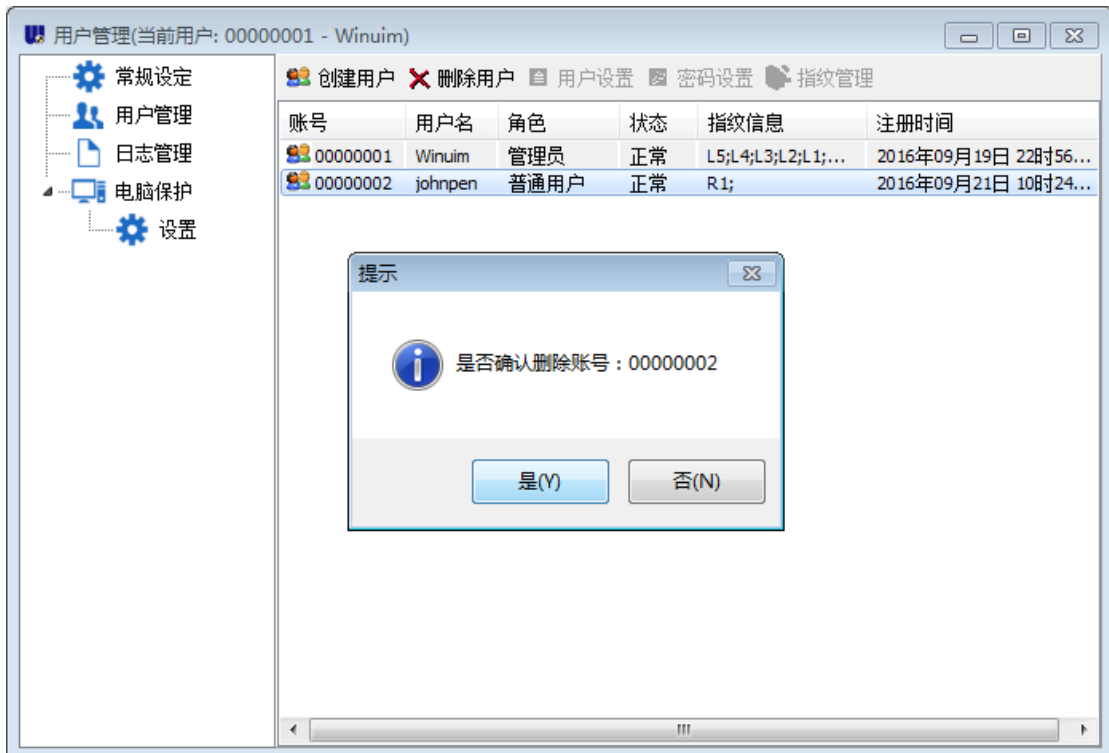 用户管理(当前用户: 00000001 - Winuim)
常规设定
用户管理
日志管理
电脑保护
设置
创建用户 删除用户 用户设置 密码设置 指纹管理
账号 用户名 角色 状态 指纹信息 注册时间
00000001 Winuim 管理员 正常 L5;L4;L3;L2;L1;... 2016年09月19日 22时56...
00000002 johnpen 普通用户 正常 R1; 2016年09月21日 10时24...
提示
是否确认删除账号：00000002
是(Y) 否(N)